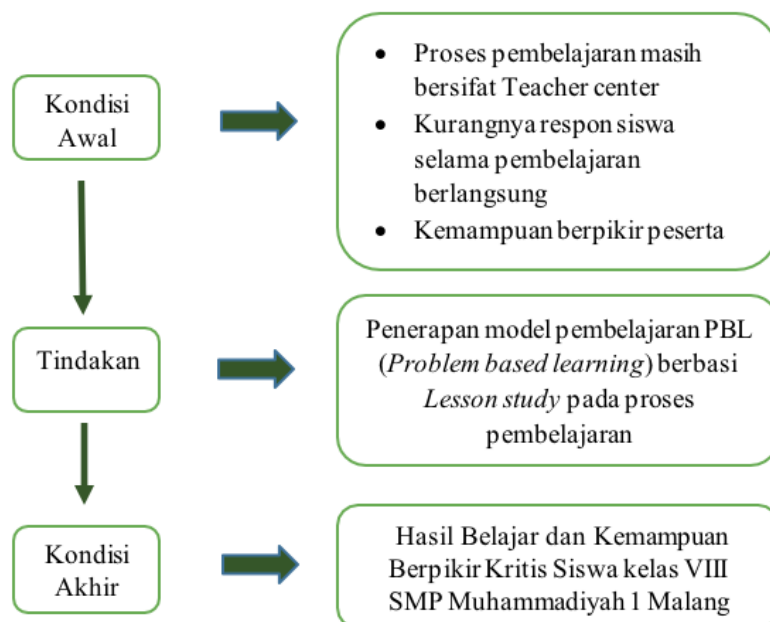 Kondisi
Awal
• Proses pembelajaran masih
bersifat Teacher center
• Kurangnya respon siswa
selama pembelajaran
berlangsung
• Kemampuan berpikir peserta
Tindakan
Penerapan model pembelajaran PBL
(Problem based learning) berbasi
Lesson study pada proses
pembelajaran
Kondisi
Akhir
Hasil Belajar dan Kemampuan
Berpikir Kritis Siswa kelas VIII
SMP Muhammadiyah 1 Malang